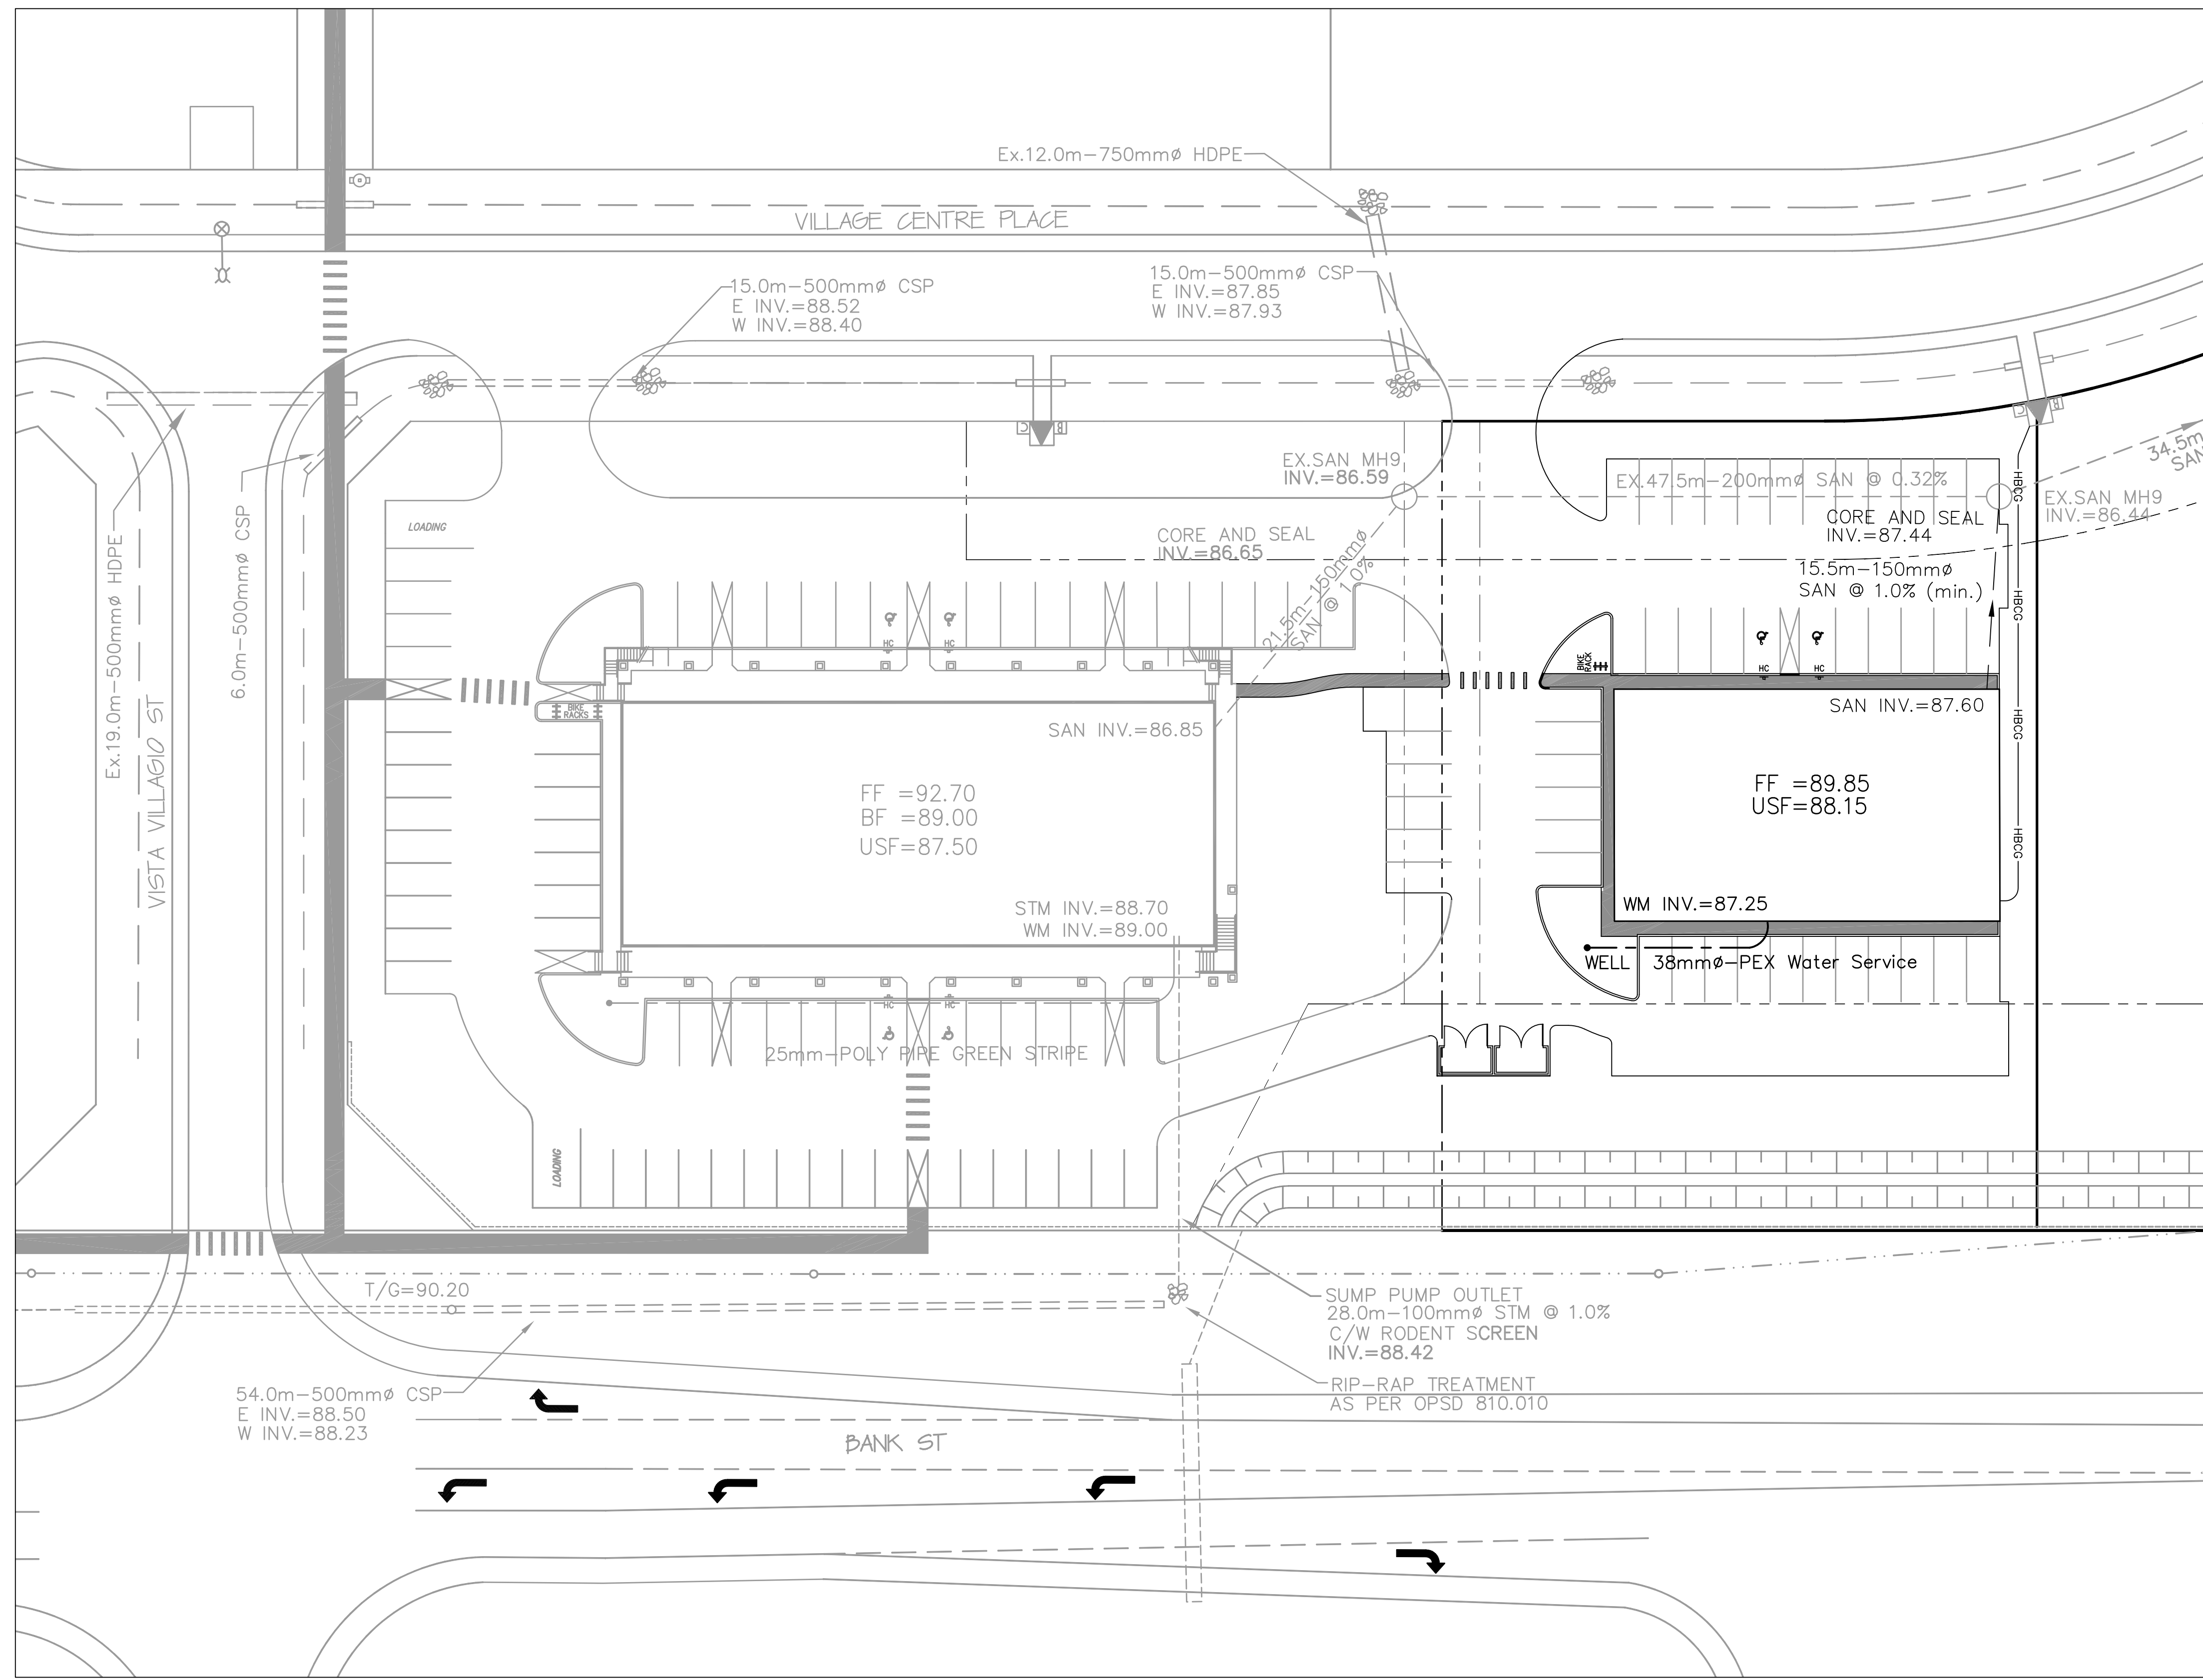 Ex.12.0m-750mmø HDPE
VILLAGE CENTRE PLACE
15.0m-500mmø CSP
E INV.=88.52
W INV.=88.40
15.0m-500mmø CSP
E INV.=87.85
W INV.=87.93
EX.SAN MH9
INV.=86.59
EX.47.5m-200mmø SAN @ 0.32%
34.5m
SAN
EX.SAN MH9
INV.=86.44
CORE AND SEAL
INV.=87.44
CORE AND SEAL
INV.=86.65
15.5m-150mmø
SAN @ 1.0% (min.)
21.5m-150mmø
SAN @ 1.0%
LOADING
Ex.19.0m-500mmø HDPE
6.0m-500mmø CSP
VISTA VILLAGIO ST
HBCG
HBCG
HBCG
HBCG
HC
HC
HC
HC
BIKE
RACK
BIKE
RACKS
SAN INV.=86.85
SAN INV.=87.60
FF =92.70
BF =89.00
USF=87.50
FF =89.85
USF=88.15
STM INV.=88.70
WM INV.=89.00
WM INV.=87.25
WELL
38mmø-PEX Water Service
HC
HC
25mm-POLY PIPE GREEN STRIPE
LOADING
T/G=90.20
SUMP PUMP OUTLET
28.0m-100mmø STM @ 1.0%
C/W RODENT SCREEN
INV.=88.42
RIP-RAP TREATMENT
AS PER OPSD 810.010
54.0m-500mmø CSP
E INV.=88.50
W INV.=88.23
BANK ST